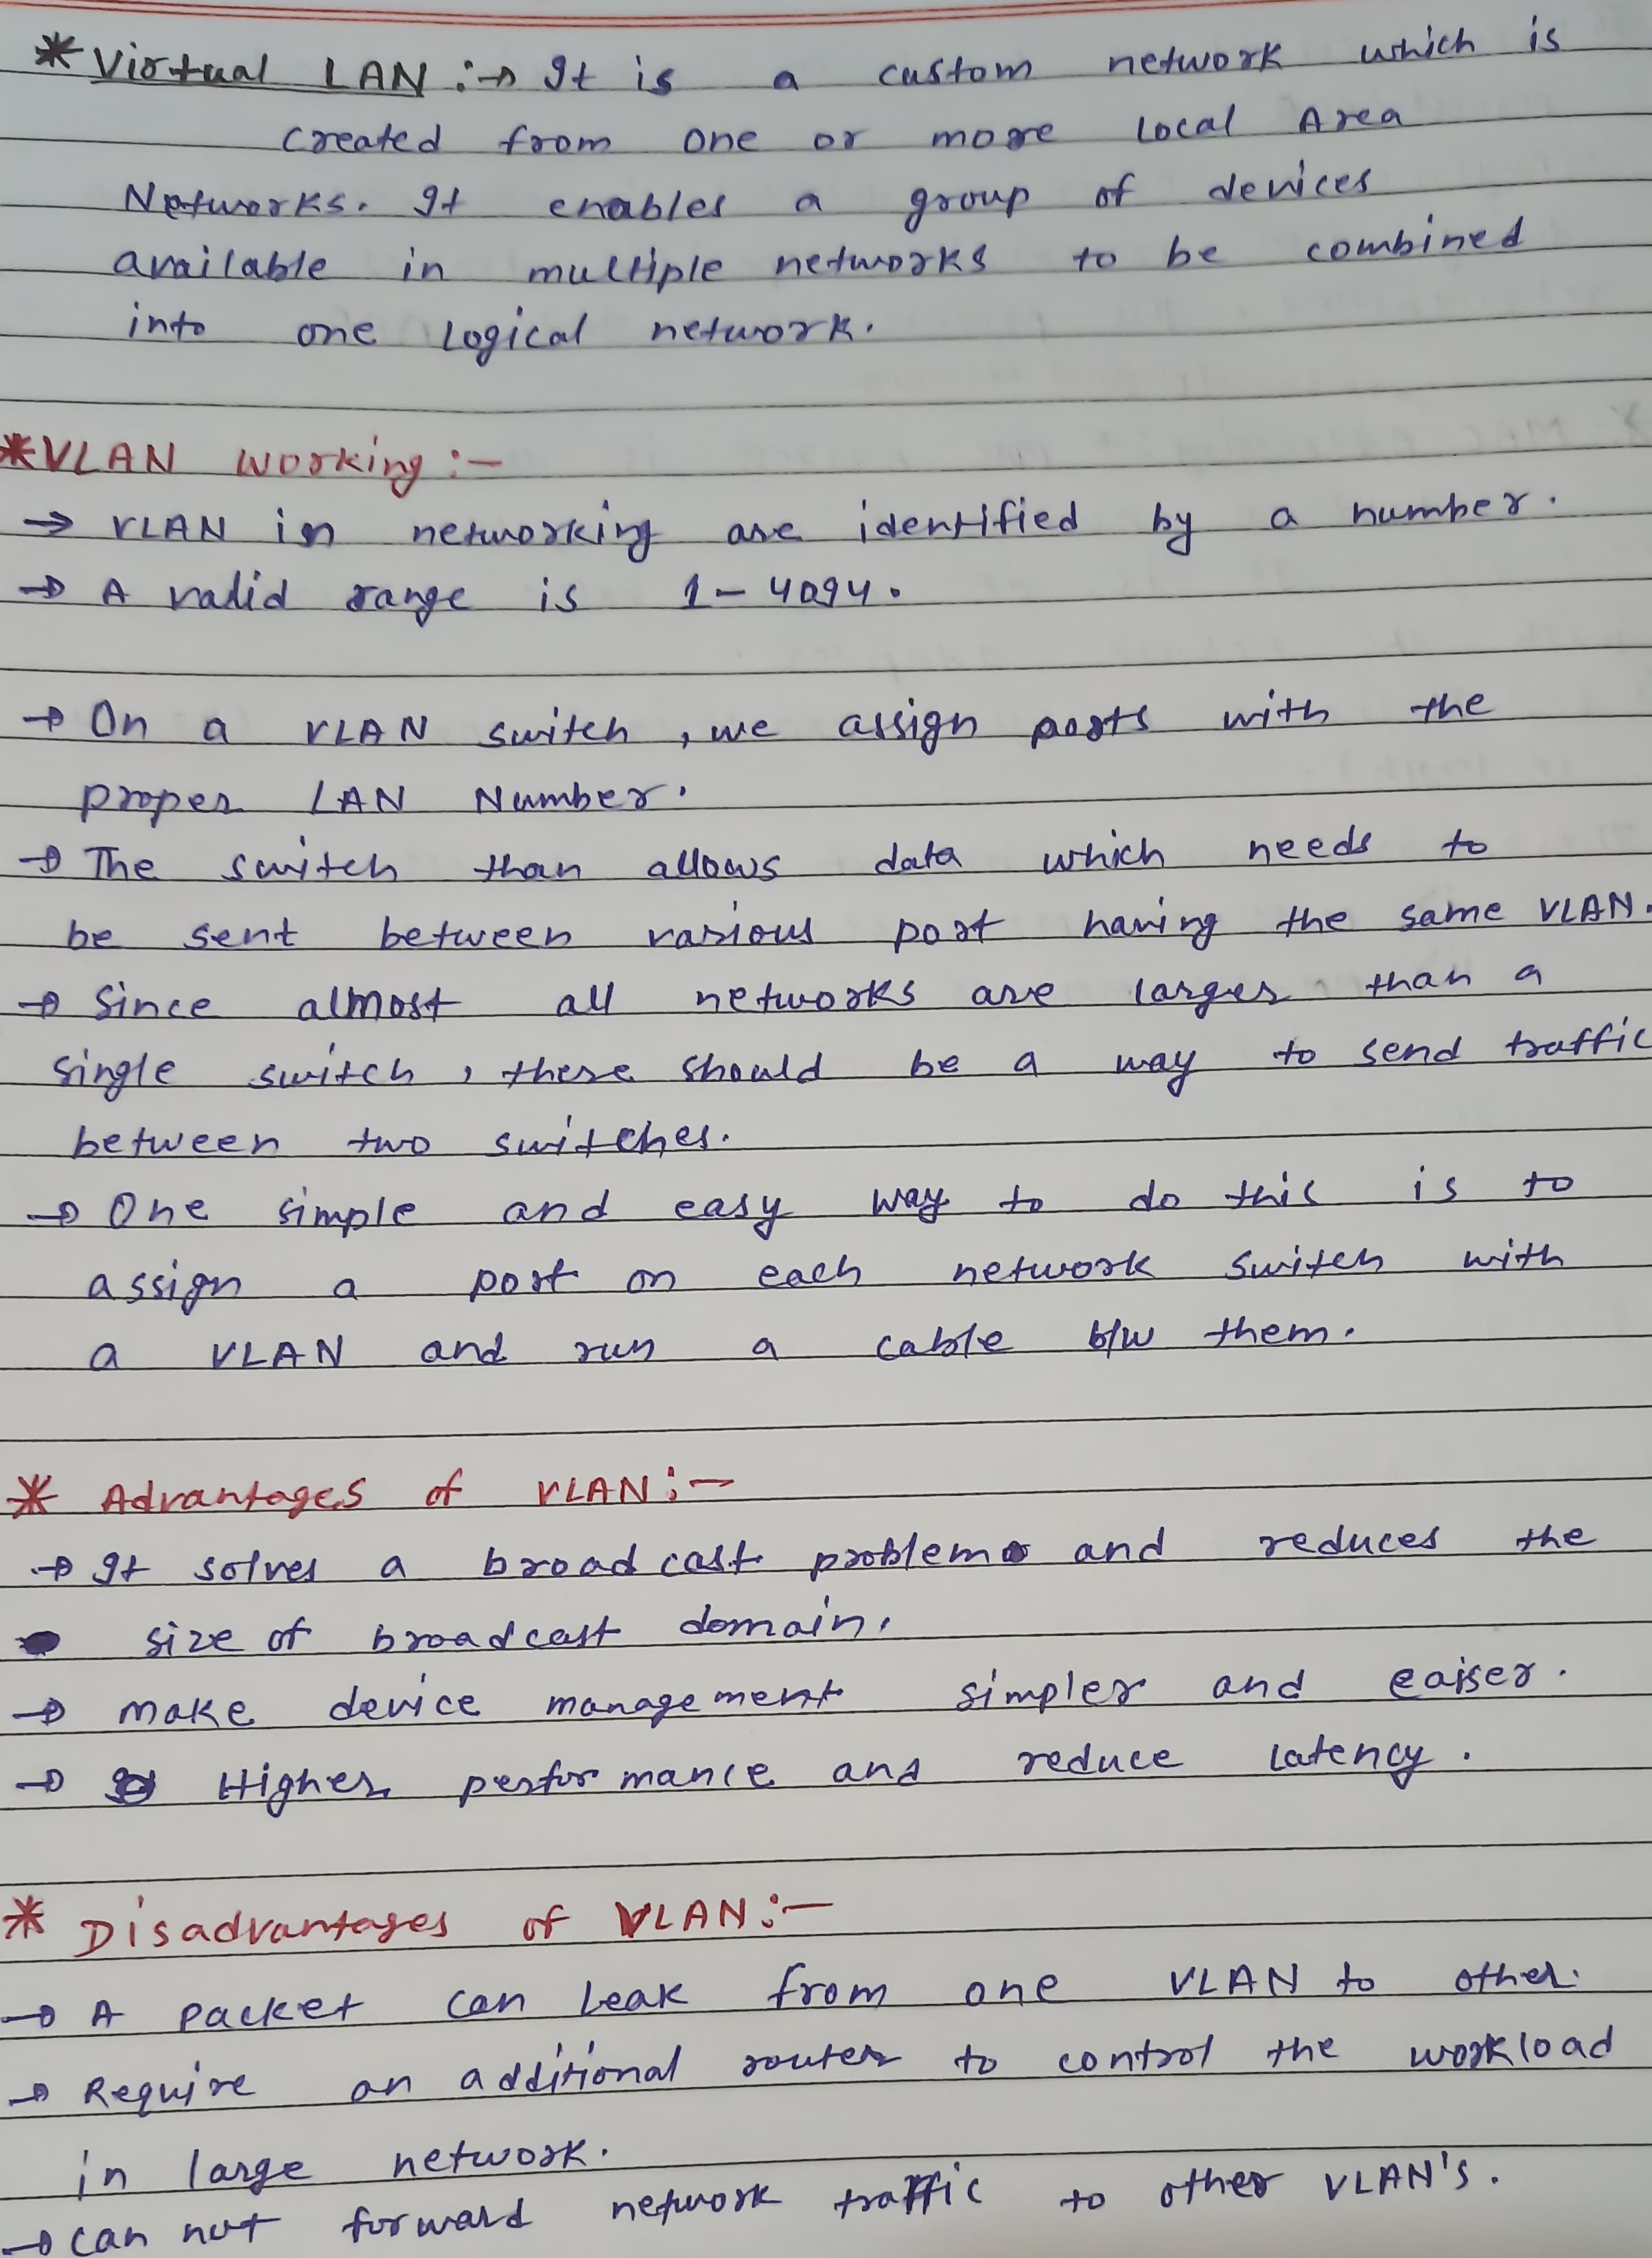 * Virtual LAN :→ It is a custom network which is
created from one or more Local Area
Networks. It enables a group of devices
available in multiple networks to be combined
into one Logical network.
* VLAN working :-
→ VLAN in networking are identified by a number.
→ A valid range is 1-4094.
→ On a VLAN switch, we assign ports with the
proper LAN Number.
→ The switch than allows data which needs to
be sent between various port having the same VLAN.
→ Since almost all networks are larger than a
single switch, there should be a way to send traffic
between two switches.
→ One simple and easy way to do this is to
assign a port on each network switch with
a VLAN and run a cable b/w them.
* Advantages of VLAN :-
→ It solves a broadcast problem and reduces the
size of broadcast domain.
→ make device management simpler and eaiser.
→ Higher performance and reduce latency.
* Disadvantages of VLAN :-
→ A packet can leak from one VLAN to other.
→ Require an additional router to control the workload
in large network.
→ can not forward network traffic to other VLAN's.